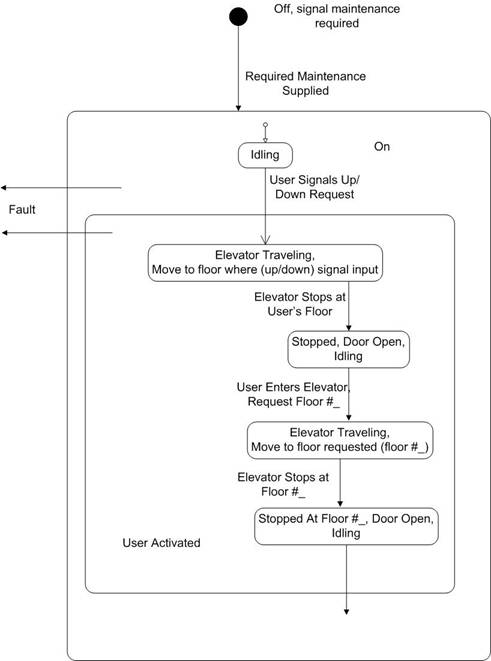 Off, signal maintenance
required
Required Maintenance
Supplied
On
Idling
User Signals Up/
Down Request
Fault
Elevator Traveling,
Move to floor where (up/down) signal input
Elevator Stops at
User's Floor
Stopped, Door Open,
Idling
User Enters Elevator,
Request Floor #_
Elevator Traveling,
Move to floor requested (floor #_)
Elevator Stops at
Floor #_
Stopped At Floor #_, Door Open,
Idling
User Activated